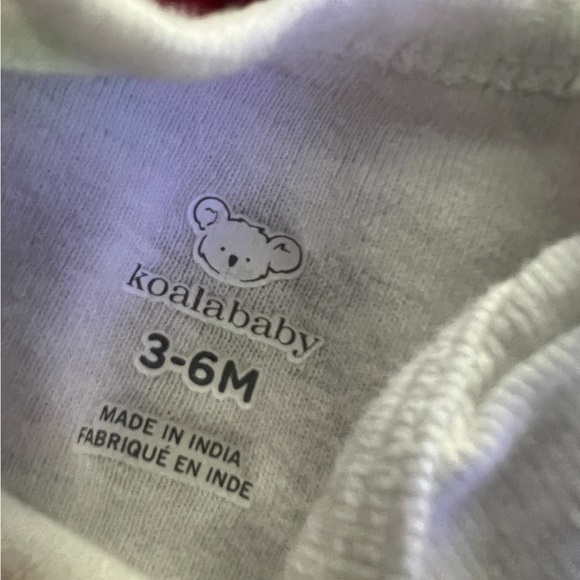 koalababy
3-6M
MADE IN INDIA
FABRIQUÉ EN INDE